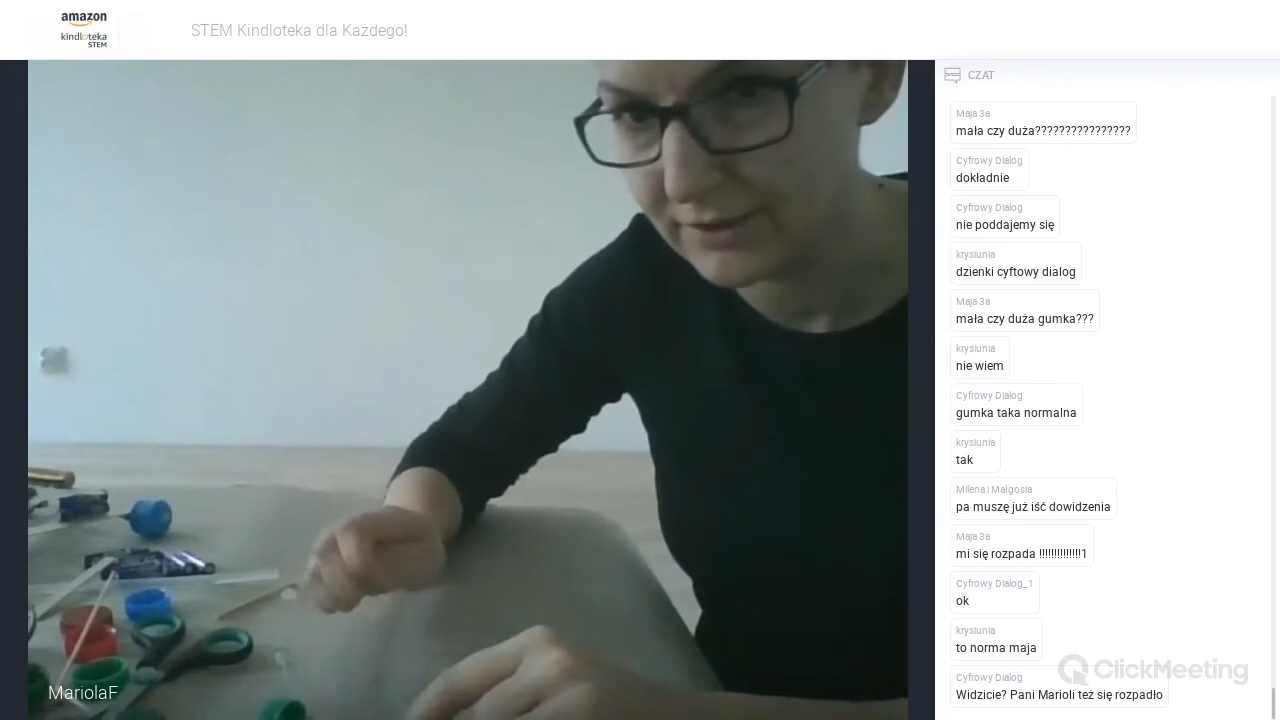 amazon
kindloteka
STEM
STEM Kindloteka dla Każdego!
CZAT
Maja 3a
mała czy duża????????????????
Cyfrowy Dialog
dokładnie
Cyfrowy Dialog
nie poddajemy się
krysiunia
dzienki cyftowy dialog
Maja 3a
mała czy duża gumka???
krysiunia
nie wiem
Cyfrowy Dialog
gumka taka normalna
krysiunia
tak
Milena i Małgosia
pa muszę już iść dowidzenia
Maja 3a
mi się rozpada !!!!!!!!!!!!!!1
Cyfrowy Dialog_1
ok
krysiunia
to norma maja
Cyfrowy Dialog
Widzicie? Pani Marioli też się rozpadło
ClickMeeting
MariolaF